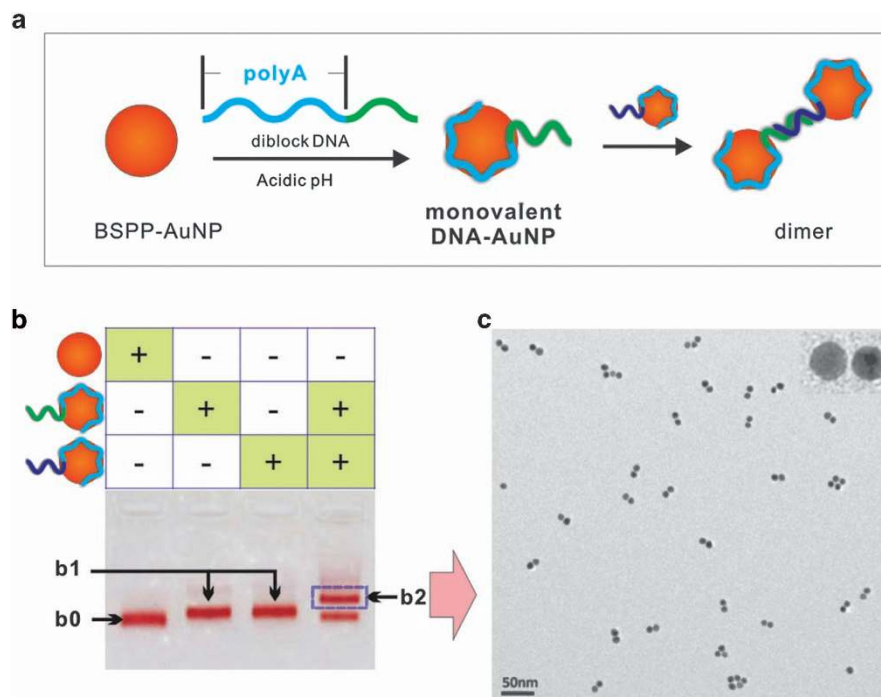 a
polyA
diblock DNA
Acidic pH
BSPP-AuNP
monovalent
DNA-AuNP
dimer
b
+ - - -
- + - +
- - + +
b1
b0
b2
c
50nm